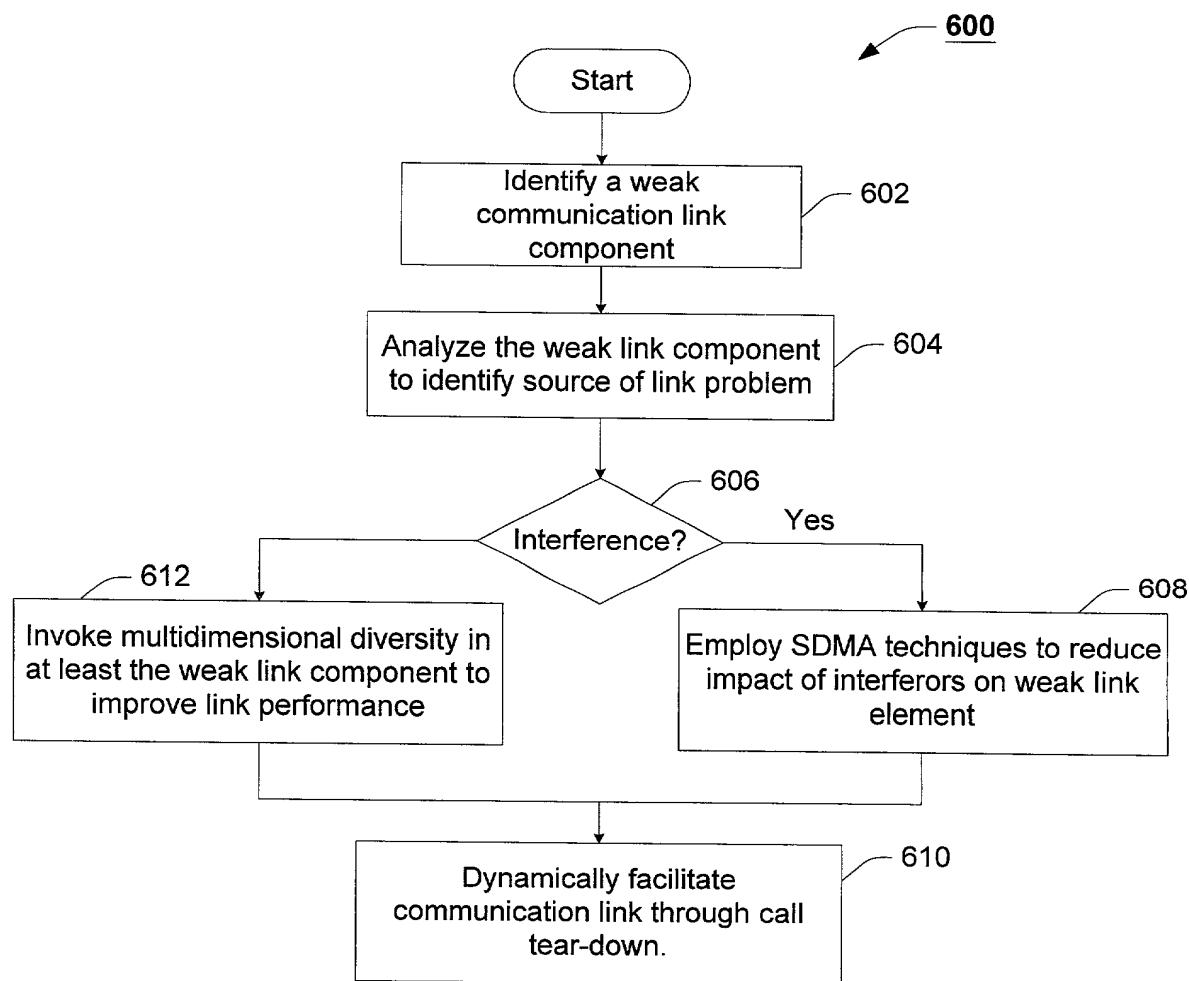 600
Start
Identify a weak
communication link
component
602
Analyze the weak link component
to identify source of link problem
604
606
Interference?
Yes
612
Invoke multidimensional diversity in
at least the weak link component to
improve link performance
608
Employ SDMA techniques to reduce
impact of interferors on weak link
element
610
Dynamically facilitate
communication link through call
tear-down.